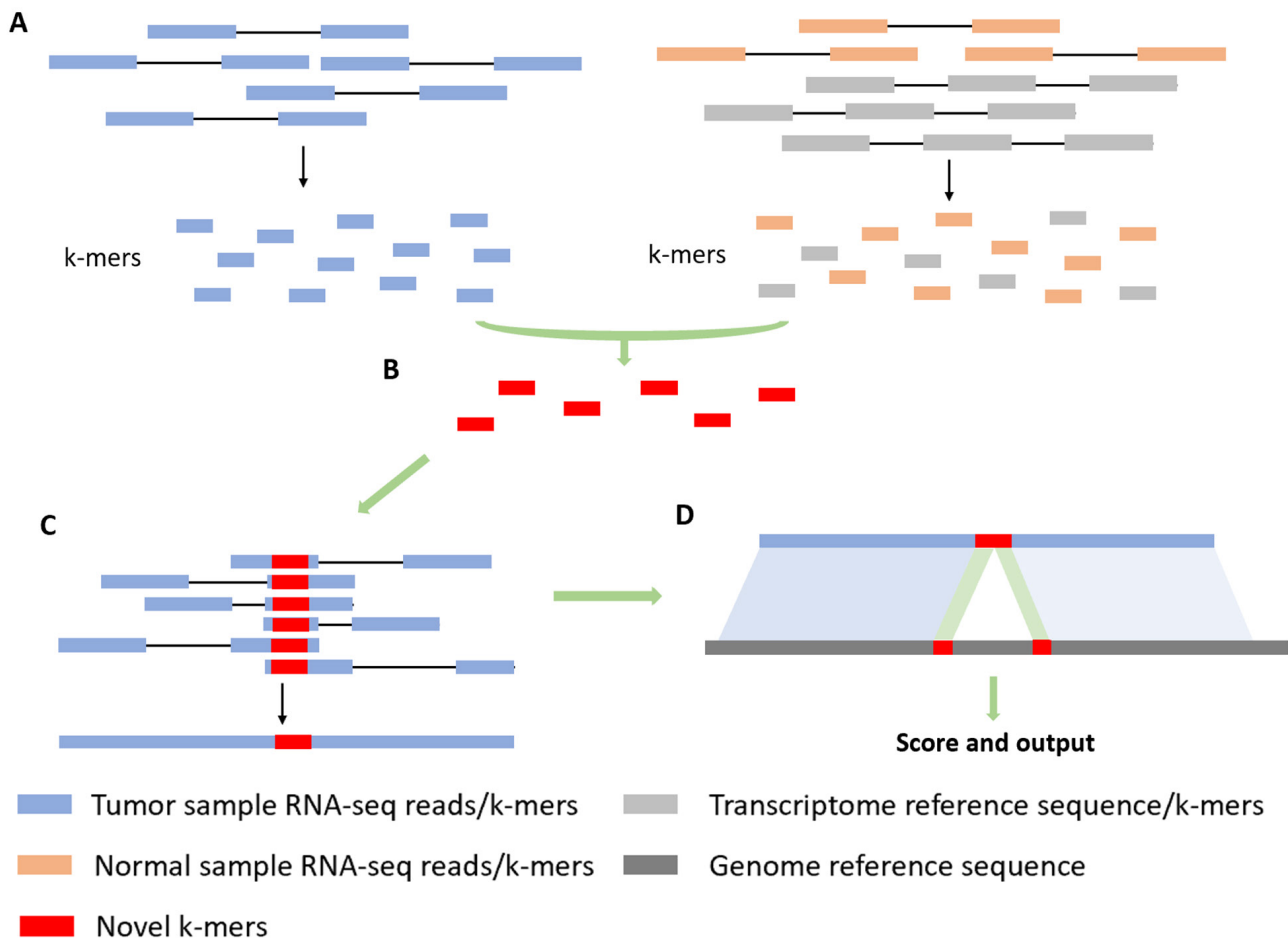 A
k-mers
k-mers
B
C
D
Score and output
Tumor sample RNA-seq reads/k-mers
Transcriptome reference sequence/k-mers
Normal sample RNA-seq reads/k-mers
Genome reference sequence
Novel k-mers